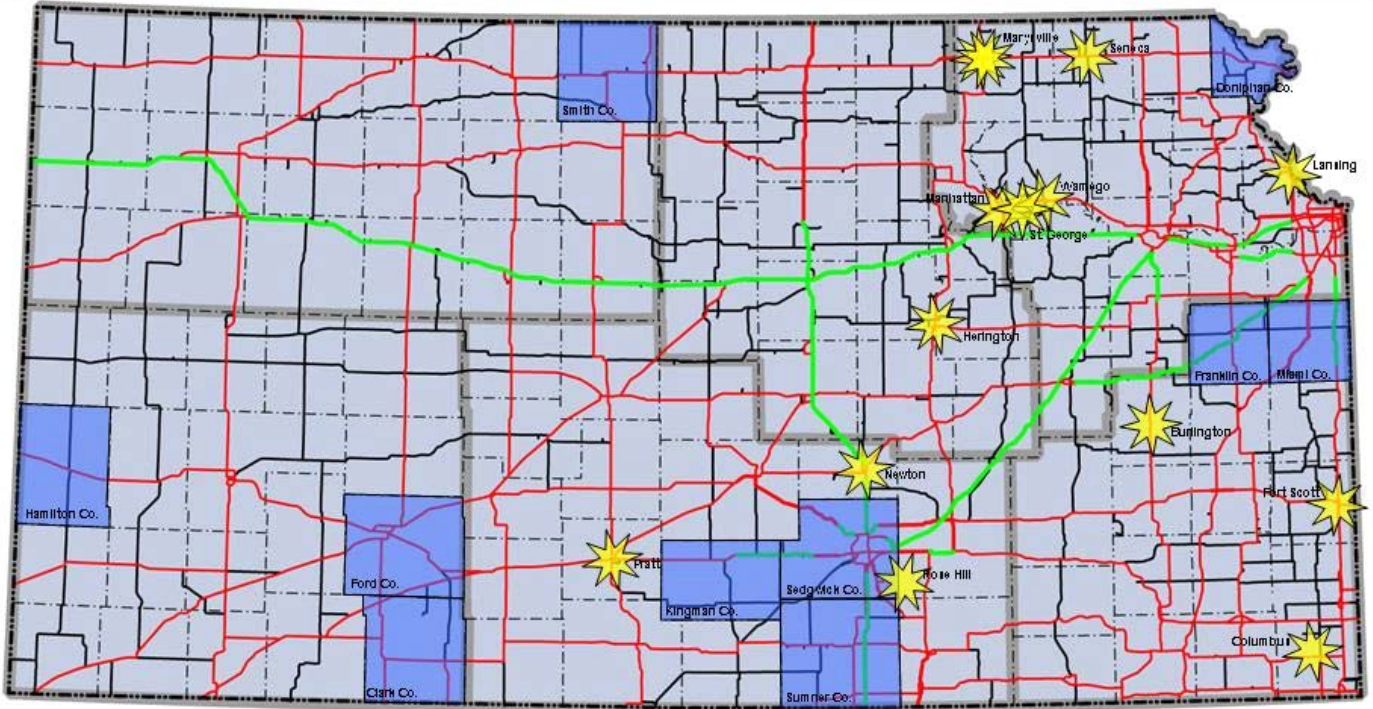 Marysville
Seneca
Doniphan Co.
Smith Co.
Lansing
Wamego
Manhattan
St. George
Herington
Franklin Co.
Miami Co.
Burlington
Newton
Hamilton Co.
Fort Scott
Pratt
Ford Co.
Sedgwick Co.
Rose Hill
Kingman Co.
Columbus
Clark Co.
Sumner Co.